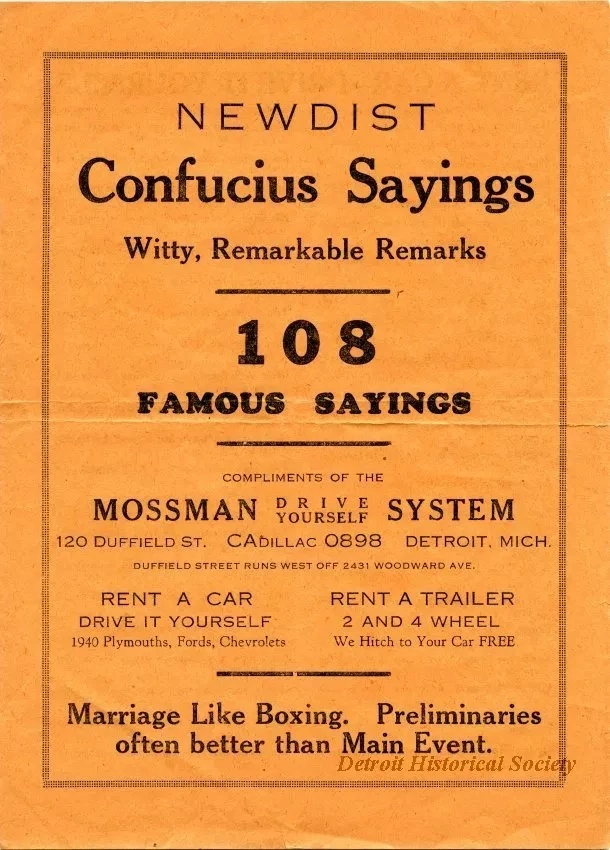 NEWDIST
Confucius Sayings
Witty, Remarkable Remarks
108
FAMOUS SAYINGS
COMPLIMENTS OF THE
MOSSMAN DRIVE YOURSELF SYSTEM
120 DUFFIELD ST. CADILLAC 0898 DETROIT, MICH.
DUFFIELD STREET RUNS WEST OFF 2431 WOODWARD AVE.
RENT A CAR
DRIVE IT YOURSELF
1940 Plymouths, Fords, Chevrolets
RENT A TRAILER
2 AND 4 WHEEL
We Hitch to Your Car FREE
Marriage Like Boxing. Preliminaries
often better than Main Event.
Detroit Historical Society